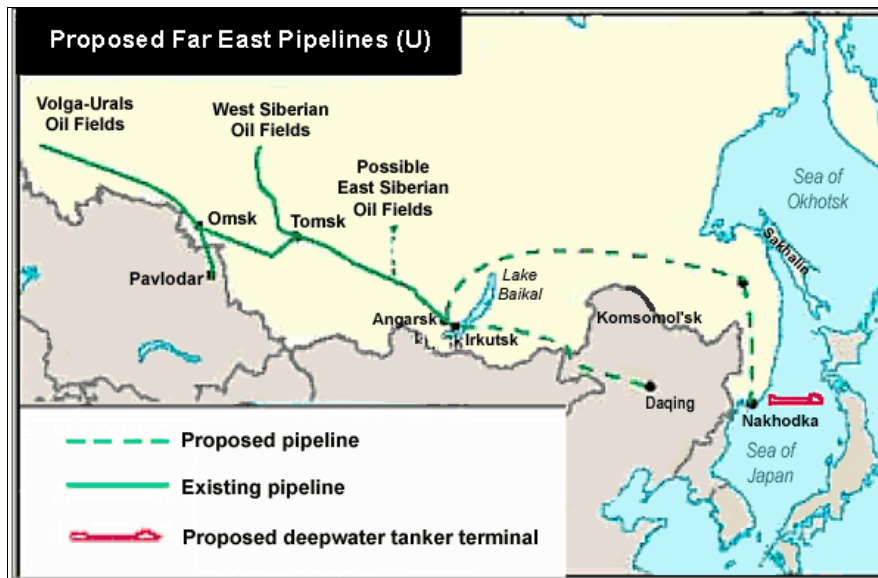 Proposed Far East Pipelines (U)
Volga-Urals
Oil Fields
West Siberian
Oil Fields
Possible
East Siberian
Oil Fields
Sea of
Okhotsk
Sakhalin
Omsk
Tomsk
Pavlodar
Lake
Baikal
Angarsk
Irkutsk
Komsomol'sk
Daqing
Nakhodka
Sea of
Japan
Proposed pipeline
Existing pipeline
Proposed deepwater tanker terminal